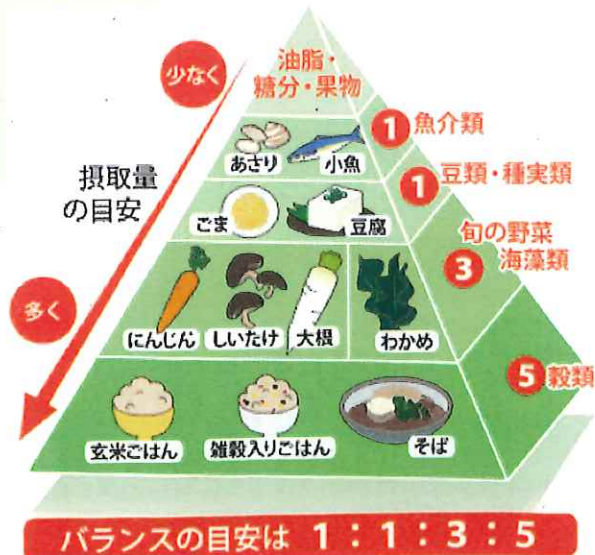 少なく
油脂・
糖分・果物
摂取量
の目安
多く
1 魚介類
あさり 小魚
1 豆類・種実類
ごま 豆腐
旬の野菜
3 海藻類
にんじん しいたけ 大根 わかめ
5 穀類
玄米ごはん 雑穀入りごはん そば
バランスの目安は 1:1:3:5